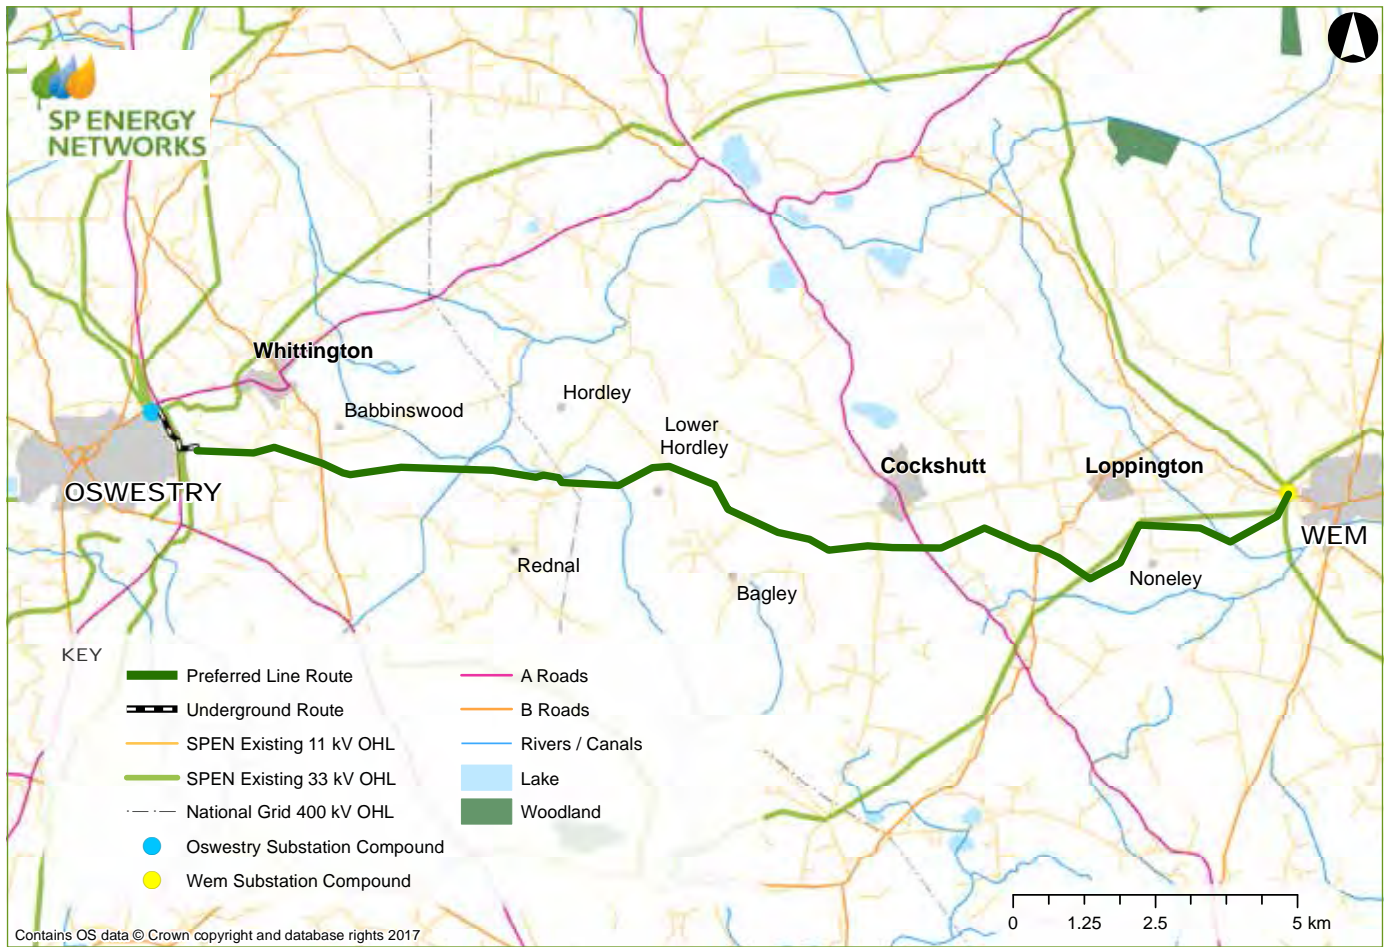 SP ENERGY
NETWORKS
Whittington
Babbinswood
Hordley
Lower
Hordley
Cockshutt
Loppington
OSWESTRY
WEM
Rednal
Bagley
Noneley
KEY
Preferred Line Route
Underground Route
SPEN Existing 11 kV OHL
SPEN Existing 33 kV OHL
National Grid 400 kV OHL
Oswestry Substation Compound
Wem Substation Compound
A Roads
B Roads
Rivers / Canals
Lake
Woodland
0 1.25 2.5 5 km
Contains OS data © Crown copyright and database rights 2017